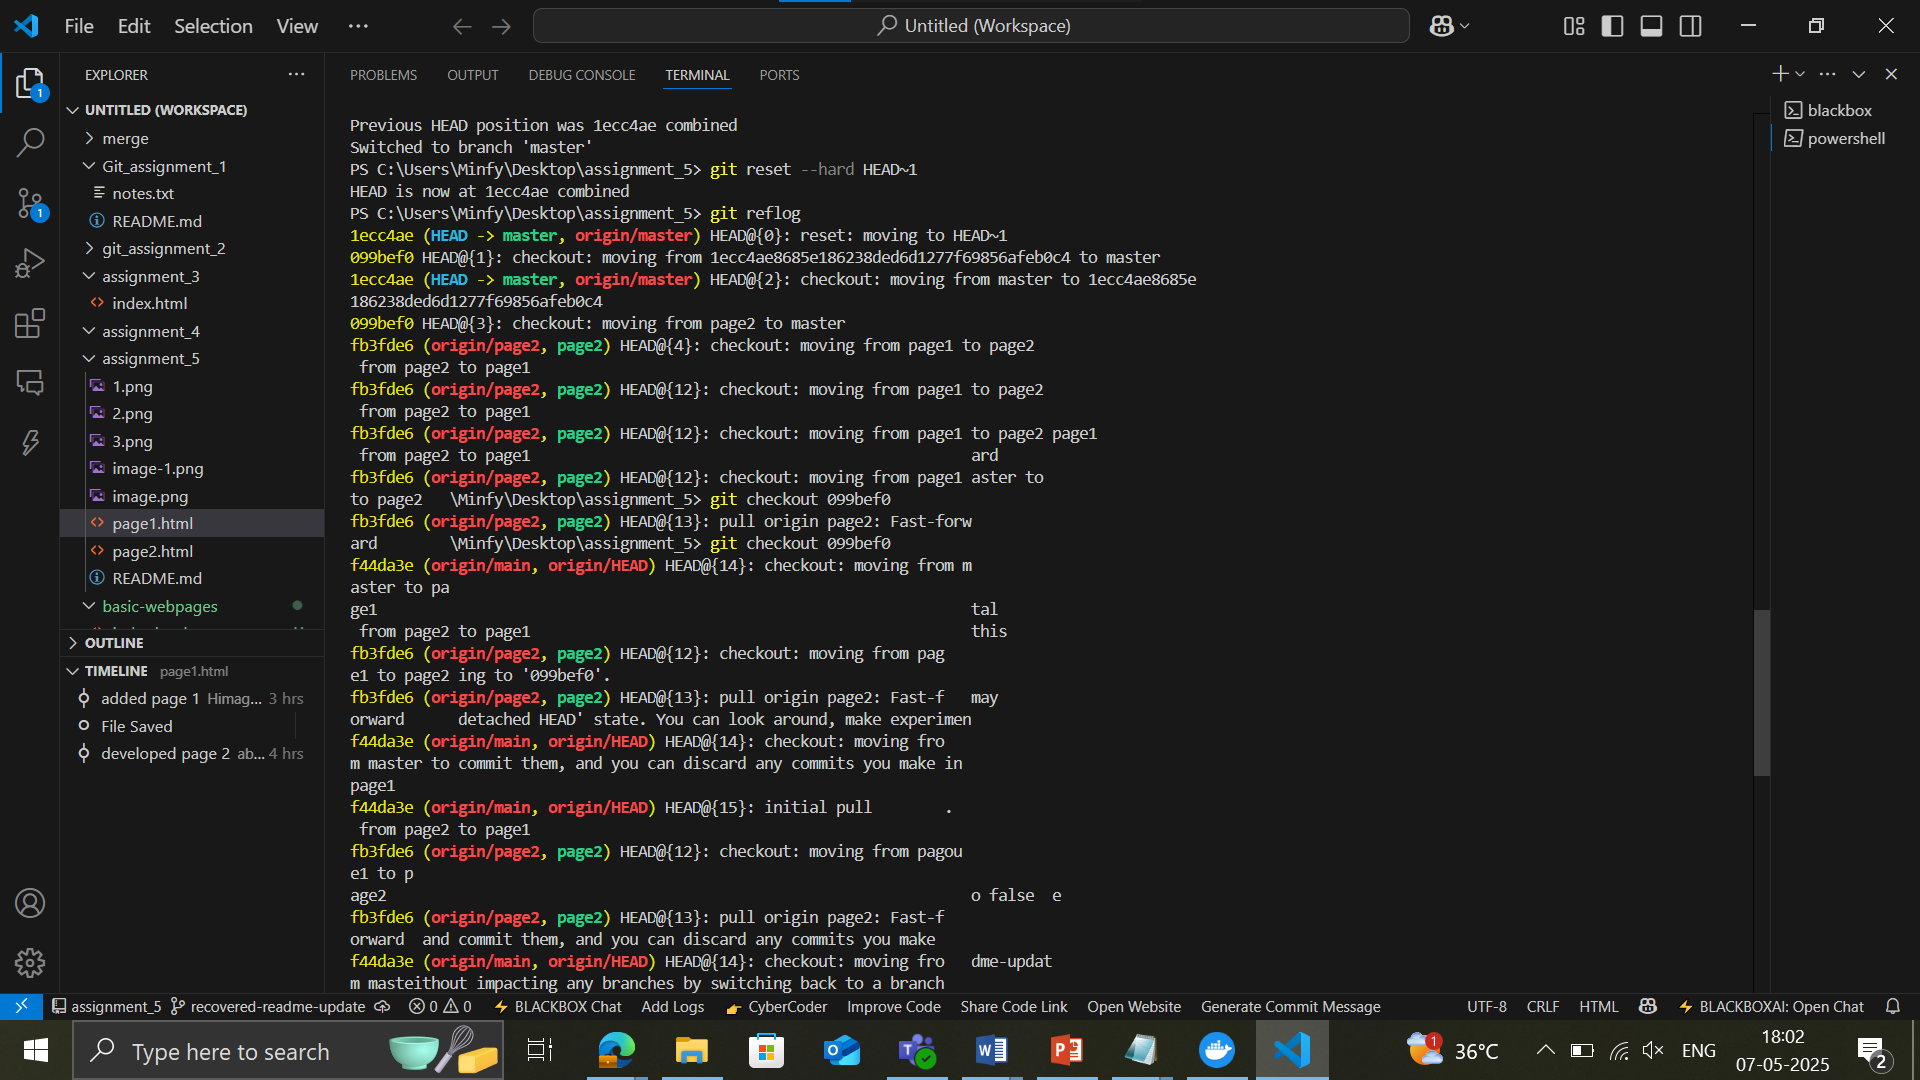 File Edit Selection View ...
Untitled (Workspace)
EXPLORER
PROBLEMS OUTPUT DEBUG CONSOLE TERMINAL PORTS
UNTITLED (WORKSPACE)
merge
Git_assignment_1
notes.txt
README.md
git_assignment_2
assignment_3
index.html
assignment_4
assignment_5
1.png
2.png
3.png
image-1.png
image.png
page1.html
page2.html
README.md
basic-webpages
OUTLINE
TIMELINE page1.html
added page 1 Himag... 3 hrs
File Saved
developed page 2 ab... 4 hrs
1
1
Previous HEAD position was 1ecc4ae combined
Switched to branch 'master'
PS C:\Users\Minfy\Desktop\assignment_5> git reset --hard HEAD~1
HEAD is now at 1ecc4ae combined
PS C:\Users\Minfy\Desktop\assignment_5> git reflog
1ecc4ae (HEAD -> master, origin/master) HEAD@{0}: reset: moving to HEAD~1
099bef0 HEAD@{1}: checkout: moving from 1ecc4ae8685e186238ded6d1277f69856afeb0c4 to master
1ecc4ae (HEAD -> master, origin/master) HEAD@{2}: checkout: moving from master to 1ecc4ae8685e
186238ded6d1277f69856afeb0c4
099bef0 HEAD@{3}: checkout: moving from page2 to master
fb3fde6 (origin/page2, page2) HEAD@{4}: checkout: moving from page1 to page2
from page2 to page1
fb3fde6 (origin/page2, page2) HEAD@{12}: checkout: moving from page1 to page2
from page2 to page1
fb3fde6 (origin/page2, page2) HEAD@{12}: checkout: moving from page1 to page2 page1
from page2 to page1 ard
fb3fde6 (origin/page2, page2) HEAD@{12}: checkout: moving from page1 aster to
to page2 \Minfy\Desktop\assignment_5> git checkout 099bef0
fb3fde6 (origin/page2, page2) HEAD@{13}: pull origin page2: Fast-forw
ard \Minfy\Desktop\assignment_5> git checkout 099bef0
f44da3e (origin/main, origin/HEAD) HEAD@{14}: checkout: moving from m
aster to pa
ge1 tal
from page2 to page1 this
fb3fde6 (origin/page2, page2) HEAD@{12}: checkout: moving from pag
e1 to page2 ing to '099bef0'.
fb3fde6 (origin/page2, page2) HEAD@{13}: pull origin page2: Fast-f may
orward detached HEAD' state. You can look around, make experimen
f44da3e (origin/main, origin/HEAD) HEAD@{14}: checkout: moving fro
m master to commit them, and you can discard any commits you make in
page1
f44da3e (origin/main, origin/HEAD) HEAD@{15}: initial pull .
from page2 to page1
fb3fde6 (origin/page2, page2) HEAD@{12}: checkout: moving from pagou
e1 to p
age2 o false e
fb3fde6 (origin/page2, page2) HEAD@{13}: pull origin page2: Fast-f
orward and commit them, and you can discard any commits you make
f44da3e (origin/main, origin/HEAD) HEAD@{14}: checkout: moving fro dme-updat
m masteithout impacting any branches by switching back to a branch
blackbox
powershell
assignment_5 recovered-readme-update 0 0 BLACKBOX Chat Add Logs CyberCoder Improve Code Share Code Link Open Website Generate Commit Message UTF-8 CRLF HTML BLACKBOXAI: Open Chat
Type here to search
1 36°C ENG 18:02
07-05-2025
2